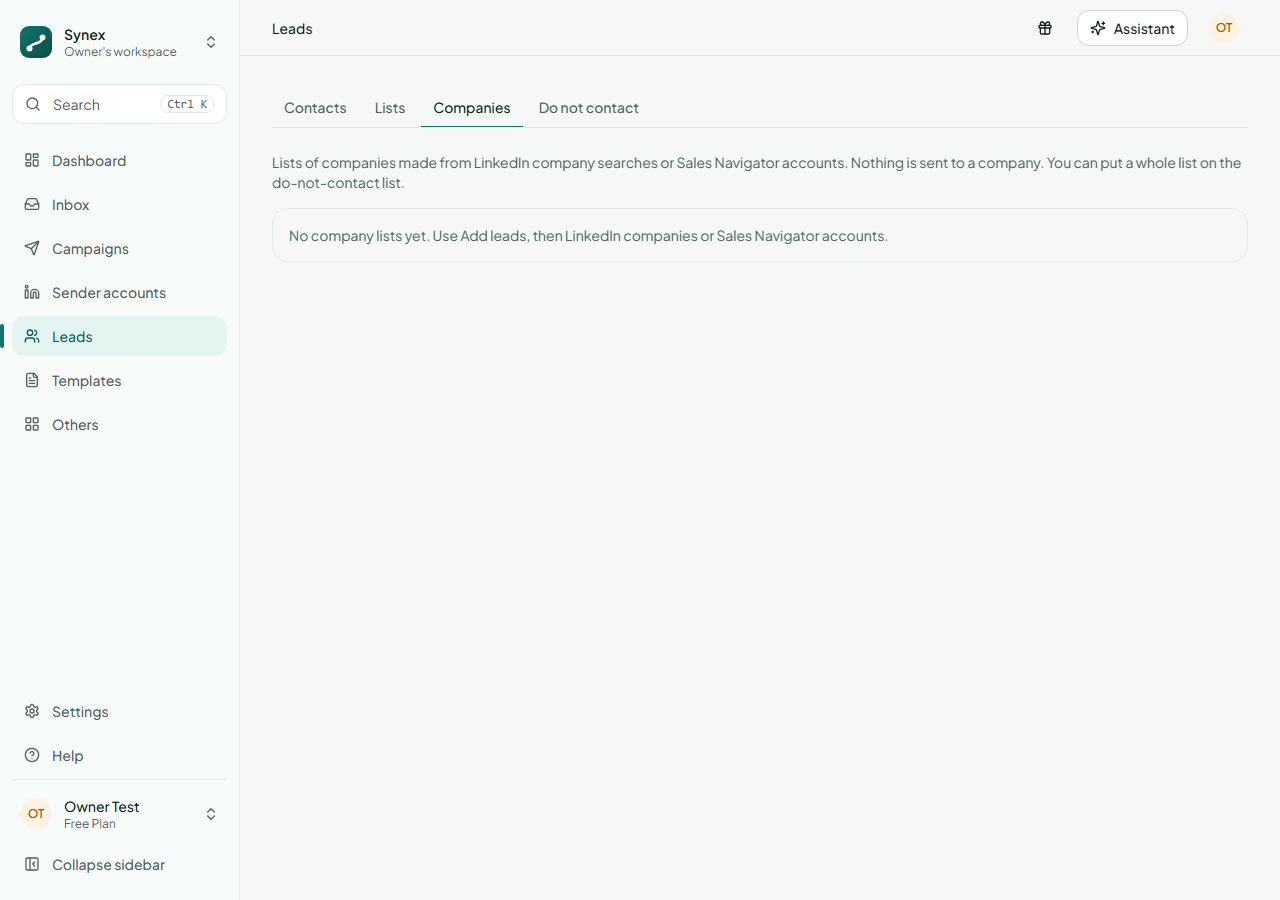 Synex
Owner's workspace
Search
Ctrl K
Dashboard
Inbox
Campaigns
Sender accounts
Leads
Templates
Others
Settings
Help
OT
Owner Test
Free Plan
Collapse sidebar
Leads
Assistant
OT
Contacts
Lists
Companies
Do not contact
Lists of companies made from LinkedIn company searches or Sales Navigator accounts. Nothing is sent to a company. You can put a whole list on the
do-not-contact list.
No company lists yet. Use Add leads, then LinkedIn companies or Sales Navigator accounts.